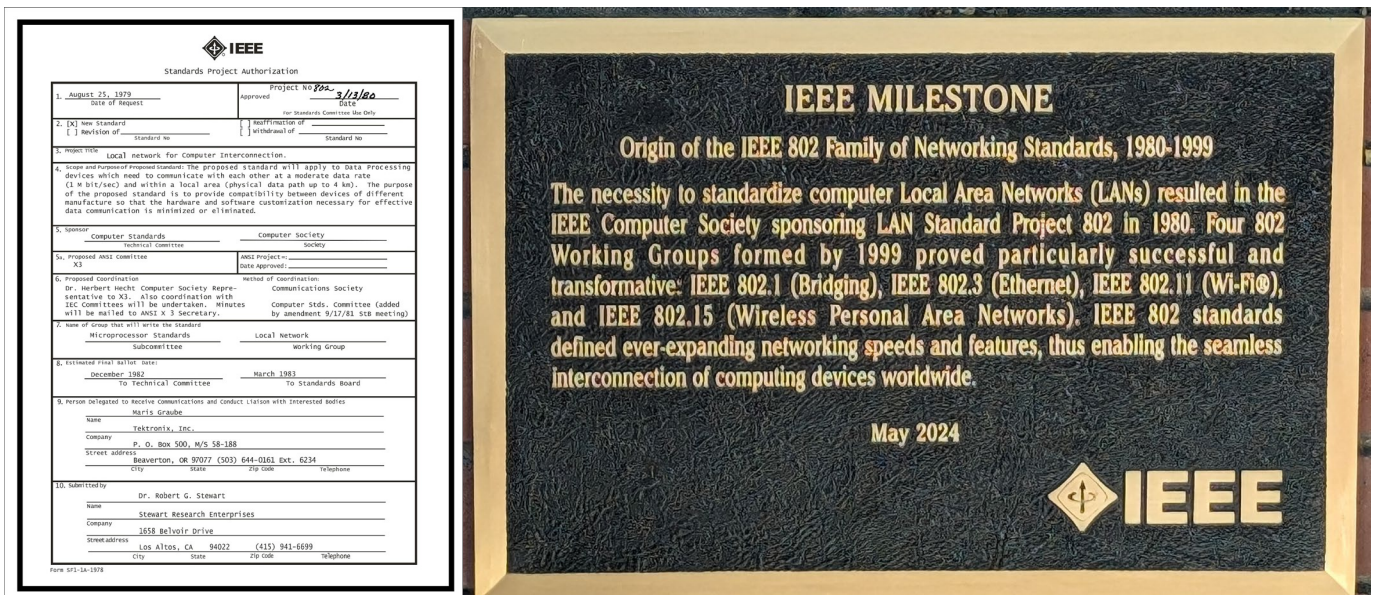 IEEE
Standards Project Authorization
1. August 25, 1979
Date of Request
Project No 802
Approved 3/13/80
Date
For Standards Committee Use Only
2. [X] New Standard
[ ] Revision of
Standard No
[ ] Reaffirmation of
[ ] Withdrawal of
Standard No
3. Project Title
Local network for Computer Interconnection.
4. Scope and Purpose of Proposed Standard: The proposed standard will apply to Data Processing
devices which need to communicate with each other at a moderate data rate
(1 M bit/sec) and within a local area (physical data path up to 4 km). The purpose
of the proposed standard is to provide compatibility between devices of different
manufacture so that the hardware and software customization necessary for effective
data communication is minimized or eliminated.
5. Sponsor
Computer Standards
Technical Committee
Computer Society
Society
5a. Proposed ANSI Committee
X3
ANSI Project =:
Date Approved:
6. Proposed Coordination
Dr. Herbert Hecht Computer Society Repre-
sentative to X3. Also coordination with
IEC Committees will be undertaken. Minutes
will be mailed to ANSI X 3 Secretary.
Method of Coordination:
Communications Society
Computer Stds. Committee (added
by amendment 9/17/81 StB meeting)
7. Name of Group that will Write the Standard
Microprocessor Standards
Subcommittee
Local Network
Working Group
8. Estimated Final Ballot Date:
December 1982
To Technical Committee
March 1983
To Standards Board
9. Person Delegated to Receive Communications and Conduct Liaison with Interested Bodies
Maris Graube
Name
Tektronix, Inc.
Company
P. O. Box 500, M/S 58-188
Street address
Beaverton, OR 97077 (503) 644-0161 Ext. 6234
City State Zip Code Telephone
10. Submitted by
Dr. Robert G. Stewart
Name
Stewart Research Enterprises
Company
1658 Belvoir Drive
Street address
Los Altos, CA 94022 (415) 941-6699
City State Zip Code Telephone
Form SF1-1A-1978
IEEE MILESTONE
Origin of the IEEE 802 Family of Networking Standards, 1980-1999
The necessity to standardize computer Local Area Networks (LANs) resulted in the
IEEE Computer Society sponsoring LAN Standard Project 802 in 1980. Four 802
Working Groups formed by 1999 proved particularly successful and
transformative: IEEE 802.1 (Bridging), IEEE 802.3 (Ethernet), IEEE 802.11 (Wi-Fi®),
and IEEE 802.15 (Wireless Personal Area Networks). IEEE 802 standards
defined ever-expanding networking speeds and features, thus enabling the seamless
interconnection of computing devices worldwide.
May 2024
IEEE